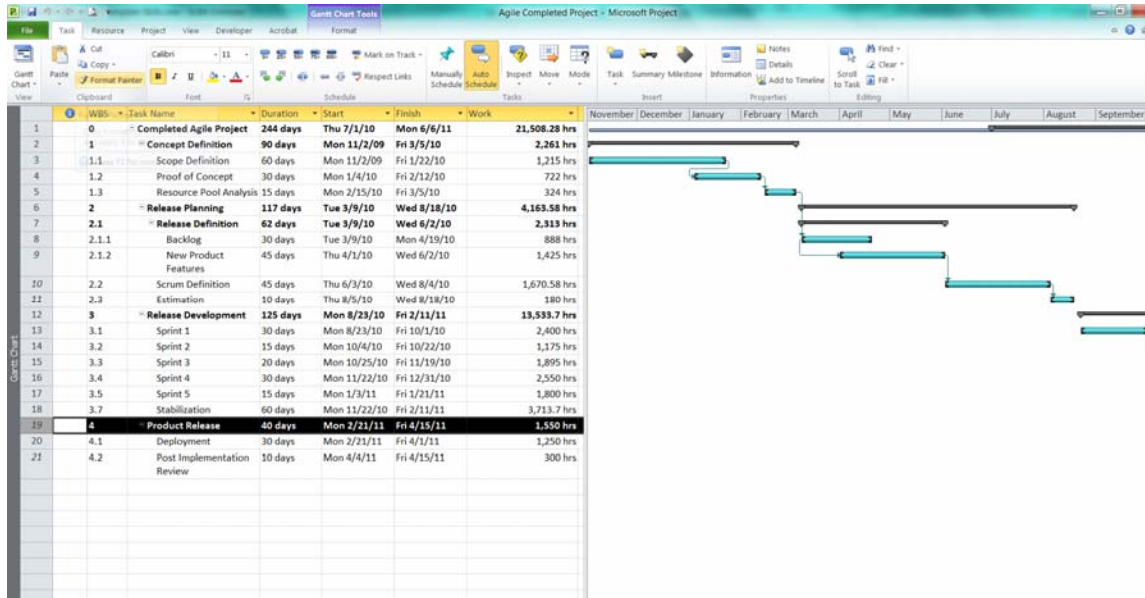 Gantt Chart Tools
Agile Completed Project - Microsoft Project
File Task Resource Project View Developer Acrobat Format
Gantt Chart
View
Paste
Cut
Copy
Format Painter
Clipboard
Calibri 11
B I U
Font
Mark on Track
Respect Links
Schedule
Manually Schedule
Auto Schedule
Inspect
Move
Mode
Tasks
Task
Summary
Milestone
Insert
Information
Notes
Details
Add to Timeline
Properties
Scroll to Task
Find
Clear
Fill
Editing
WBS Task Name Duration Start Finish Work
November December January February March April May June July August September
1 0 Completed Agile Project 244 days Thu 7/1/10 Mon 6/6/11 21,508.28 hrs
2 1 Concept Definition 90 days Mon 11/2/09 Fri 3/5/10 2,261 hrs
3 1.1 Scope Definition 60 days Mon 11/2/09 Fri 1/22/10 1,215 hrs
4 1.2 Proof of Concept 30 days Mon 1/4/10 Fri 2/12/10 722 hrs
5 1.3 Resource Pool Analysis 15 days Mon 2/15/10 Fri 3/5/10 324 hrs
6 2 Release Planning 117 days Tue 3/9/10 Wed 8/18/10 4,163.58 hrs
7 2.1 Release Definition 62 days Tue 3/9/10 Wed 6/2/10 2,313 hrs
8 2.1.1 Backlog 30 days Tue 3/9/10 Mon 4/19/10 888 hrs
9 2.1.2 New Product Features 45 days Thu 4/1/10 Wed 6/2/10 1,425 hrs
10 2.2 Scrum Definition 45 days Thu 6/3/10 Wed 8/4/10 1,670.58 hrs
11 2.3 Estimation 10 days Thu 8/5/10 Wed 8/18/10 180 hrs
12 3 Release Development 125 days Mon 8/23/10 Fri 2/11/11 13,533.7 hrs
13 3.1 Sprint 1 30 days Mon 8/23/10 Fri 10/1/10 2,400 hrs
14 3.2 Sprint 2 15 days Mon 10/4/10 Fri 10/22/10 1,175 hrs
15 3.3 Sprint 3 20 days Mon 10/25/10 Fri 11/19/10 1,895 hrs
16 3.4 Sprint 4 30 days Mon 11/22/10 Fri 12/31/10 2,550 hrs
17 3.5 Sprint 5 15 days Mon 1/3/11 Fri 1/21/11 1,800 hrs
18 3.7 Stabilization 60 days Mon 11/22/10 Fri 2/11/11 3,713.7 hrs
19 4 Product Release 40 days Mon 2/21/11 Fri 4/15/11 1,550 hrs
20 4.1 Deployment 30 days Mon 2/21/11 Fri 4/1/11 1,250 hrs
21 4.2 Post Implementation Review 10 days Mon 4/4/11 Fri 4/15/11 300 hrs
Gantt Chart